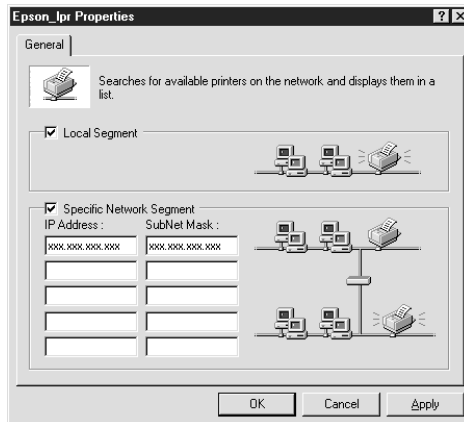 Epson_lpr Properties
General
Searches for available printers on the network and displays them in a
list.
Local Segment
Specific Network Segment
IP Address : SubNet Mask :
xxx.xxx.xxx.xxx xxx.xxx.xxx.xxx
OK Cancel Apply